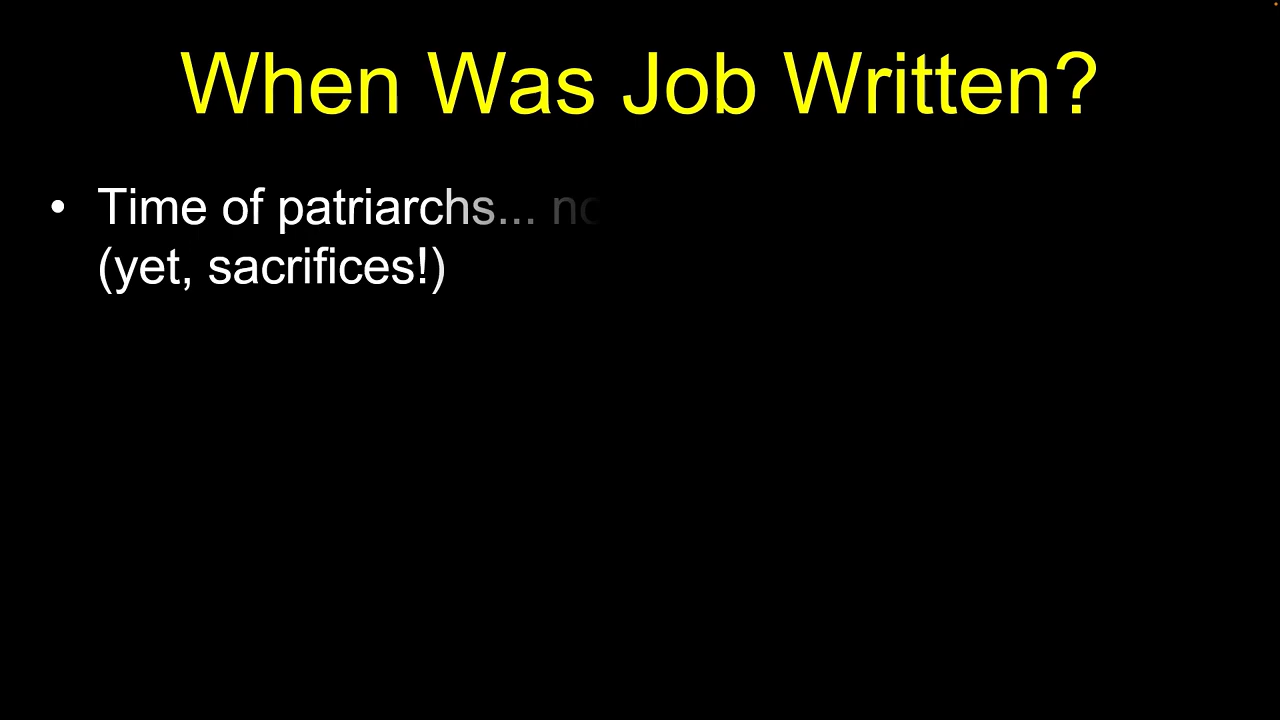 When Was Job Written?
• Time of patriarchs...
(yet, sacrifices!)